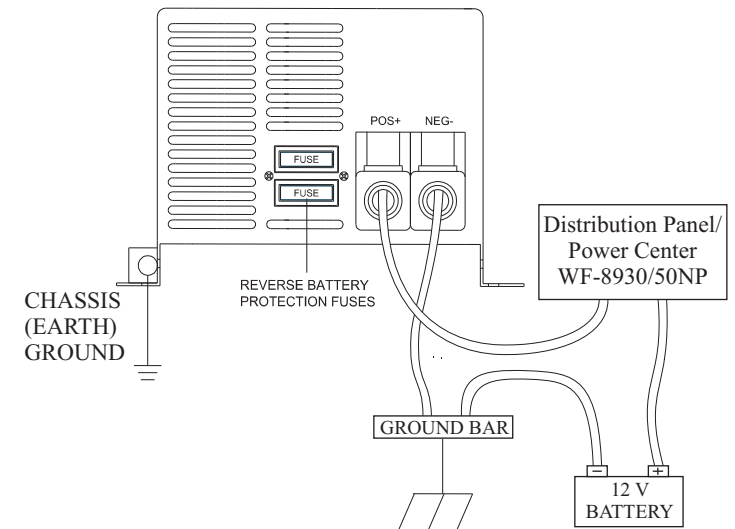 POS+ NEG-
FUSE
FUSE
Distribution Panel/
Power Center
WF-8930/50NP
REVERSE BATTERY
PROTECTION FUSES
CHASSIS
(EARTH)
GROUND
GROUND BAR
− +
12 V
BATTERY